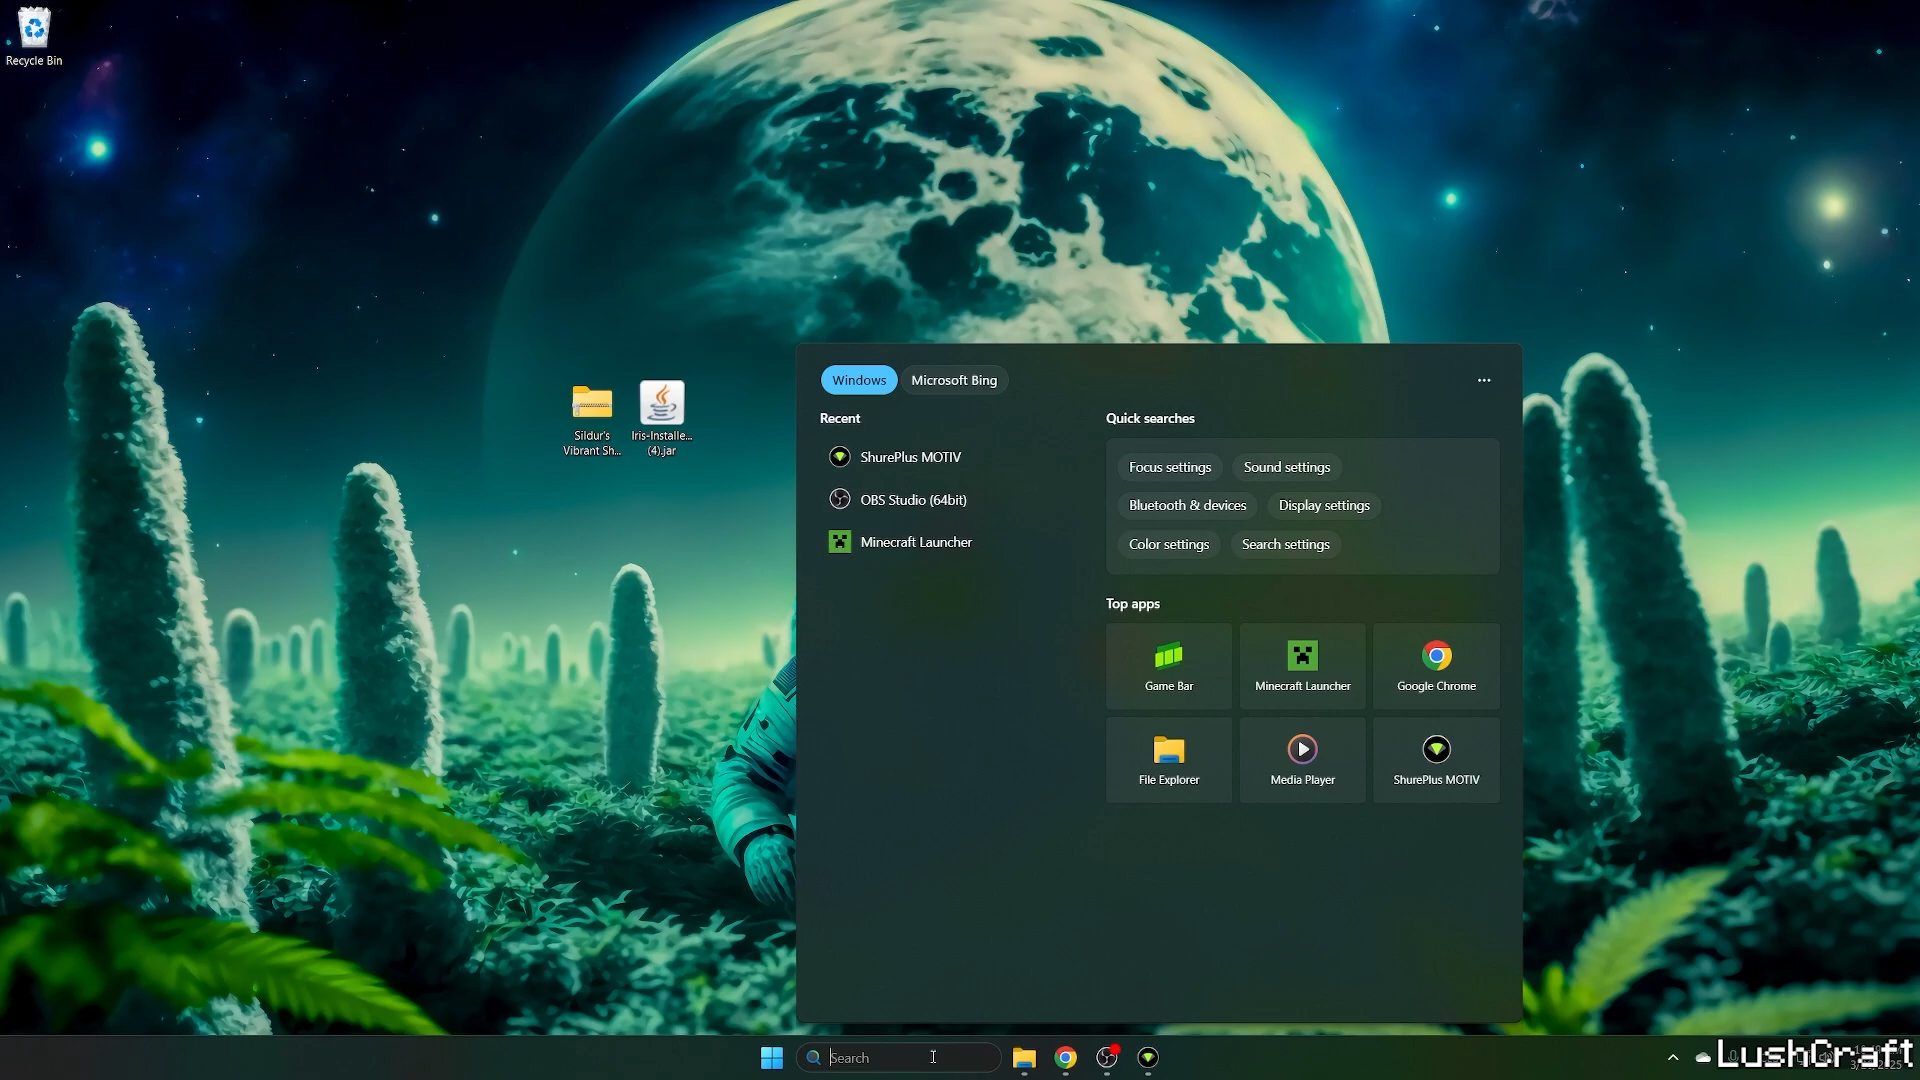 Recycle Bin
Sildur's
Vibrant Sh...
Iris-Installe...
(4).jar
Windows
Microsoft Bing
Recent
ShurePlus MOTIV
OBS Studio (64bit)
Minecraft Launcher
Quick searches
Focus settings
Sound settings
Bluetooth & devices
Display settings
Color settings
Search settings
Top apps
Game Bar
Minecraft Launcher
Google Chrome
File Explorer
Media Player
ShurePlus MOTIV
Search
LushCraft